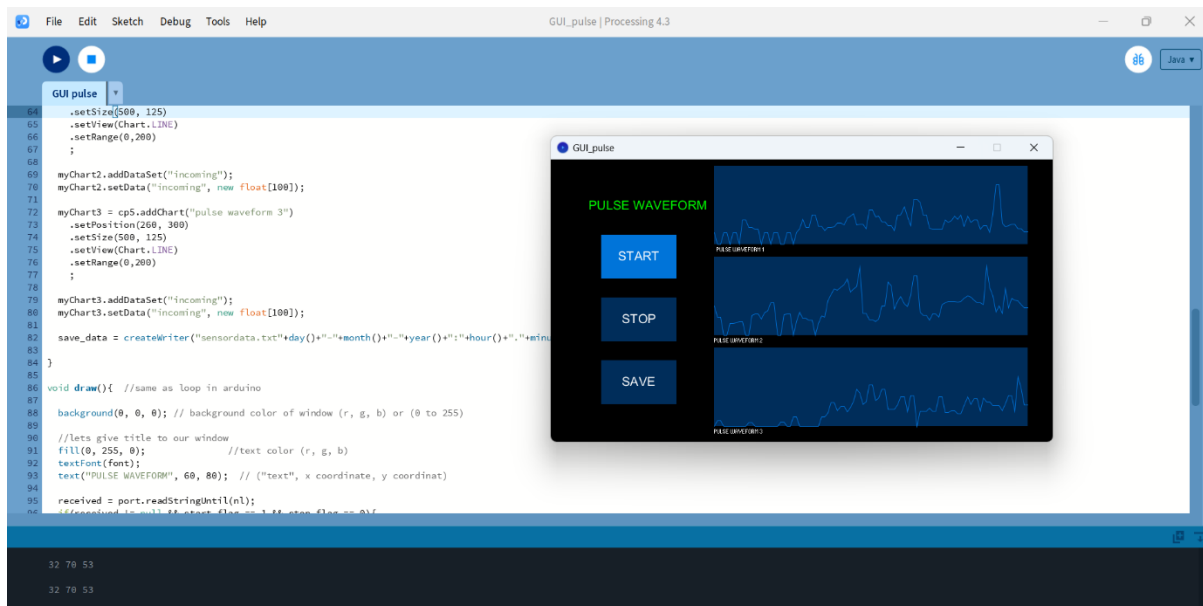 File Edit Sketch Debug Tools Help
GUI_pulse | Processing 4.3
Java ▼
GUI pulse ▼
64 .setSize(500, 125)
65 .setView(Chart.LINE)
66 .setRange(0,200)
67 ;
68
69 myChart2.addDataSet("incoming");
70 myChart2.setData("incoming", new float[100]);
71
72 myChart3 = cp5.addChart("pulse waveform 3")
73 .setPosition(260, 300)
74 .setSize(500, 125)
75 .setView(Chart.LINE)
76 .setRange(0,200)
77 ;
78
79 myChart3.addDataSet("incoming");
80 myChart3.setData("incoming", new float[100]);
81
82 save_data = createWriter("sensordata.txt"+day()+"-"+month()+"-"+year()+":"+hour()+"."+minu
83
84 }
85
86 void draw(){ //same as loop in arduino
87
88 background(0, 0, 0); // background color of window (r, g, b) or (0 to 255)
89
90 //lets give title to our window
91 fill(0, 255, 0); //text color (r, g, b)
92 textFont(font);
93 text("PULSE WAVEFORM", 60, 80); // ("text", x coordinate, y coordinat)
94
95 received = port.readStringUntil(nl);
96 if(received != null && start_flag == 1 && stop_flag == 0){
GUI_pulse
PULSE WAVEFORM
START
STOP
SAVE
PULSE WAVEFORM 1
PULSE WAVEFORM 2
PULSE WAVEFORM 3
32 70 53
32 70 53